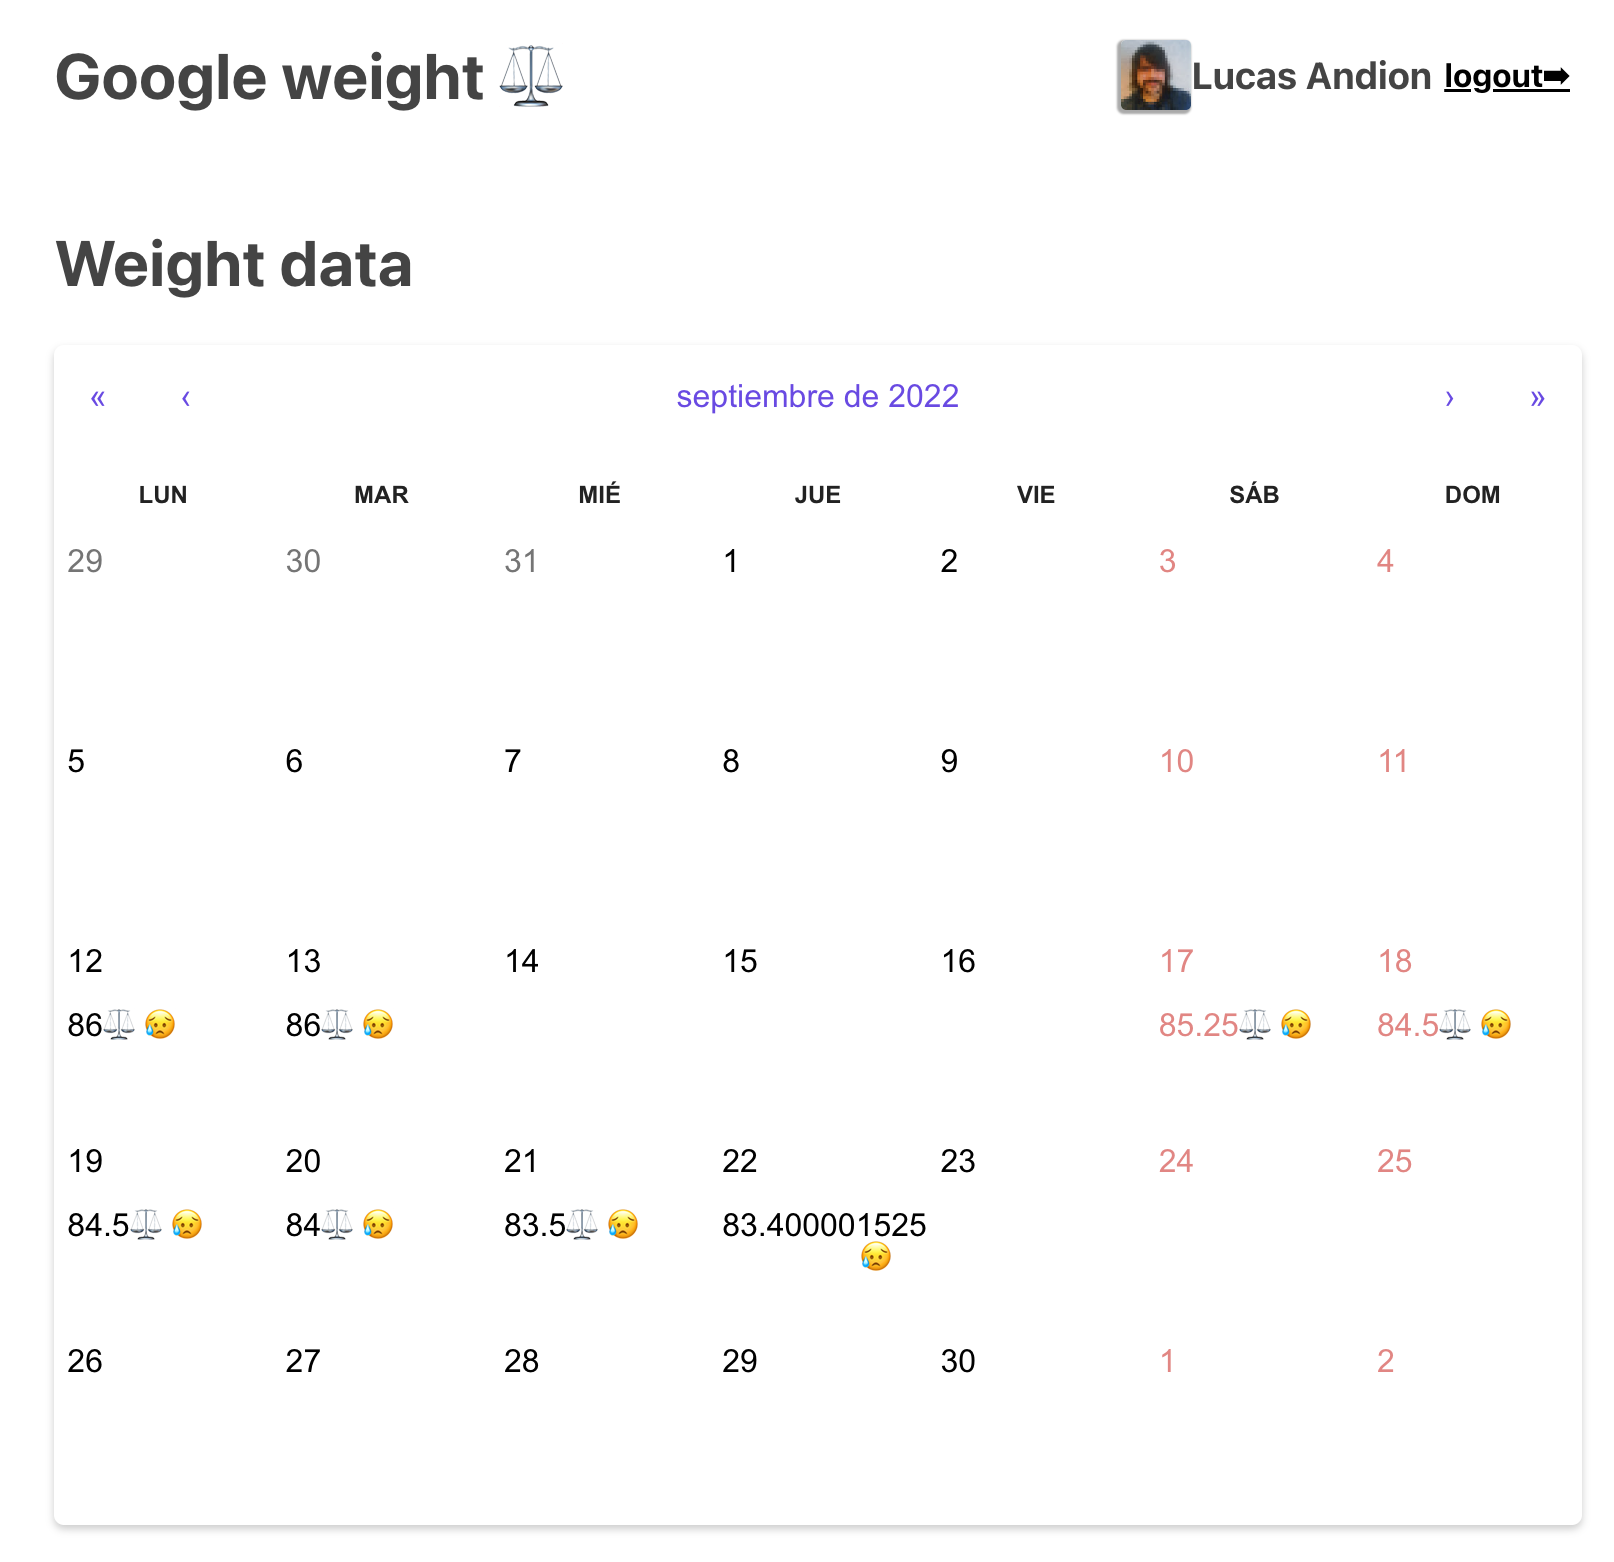 Google weight ⚖️
Lucas Andion logout➡
Weight data
« ‹ septiembre de 2022 › »
LUN MAR MIÉ JUE VIE SÁB DOM
29 30 31 1 2 3 4
5 6 7 8 9 10 11
12 13 14 15 16 17 18
86⚖️ 😥 86⚖️ 😥 85.25⚖️ 😥 84.5⚖️ 😥
19 20 21 22 23 24 25
84.5⚖️ 😥 84⚖️ 😥 83.5⚖️ 😥 83.400001525
😥
26 27 28 29 30 1 2